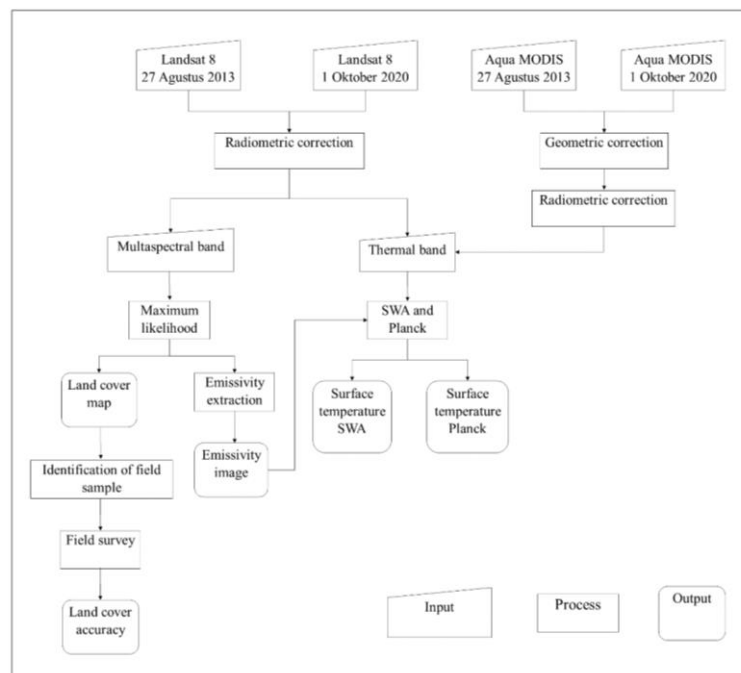 Landsat 8
27 Agustus 2013
Landsat 8
1 Oktober 2020
Aqua MODIS
27 Agustus 2013
Aqua MODIS
1 Oktober 2020
Radiometric correction
Geometric correction
Radiometric correction
Multaspectral band
Thermal band
Maximum
likelihood
SWA and
Planck
Land cover
map
Emissivity
extraction
Surface
temperature
SWA
Surface
temperature
Planck
Emissivity
image
Identification of field
sample
Field survey
Land cover
accuracy
Input
Process
Output